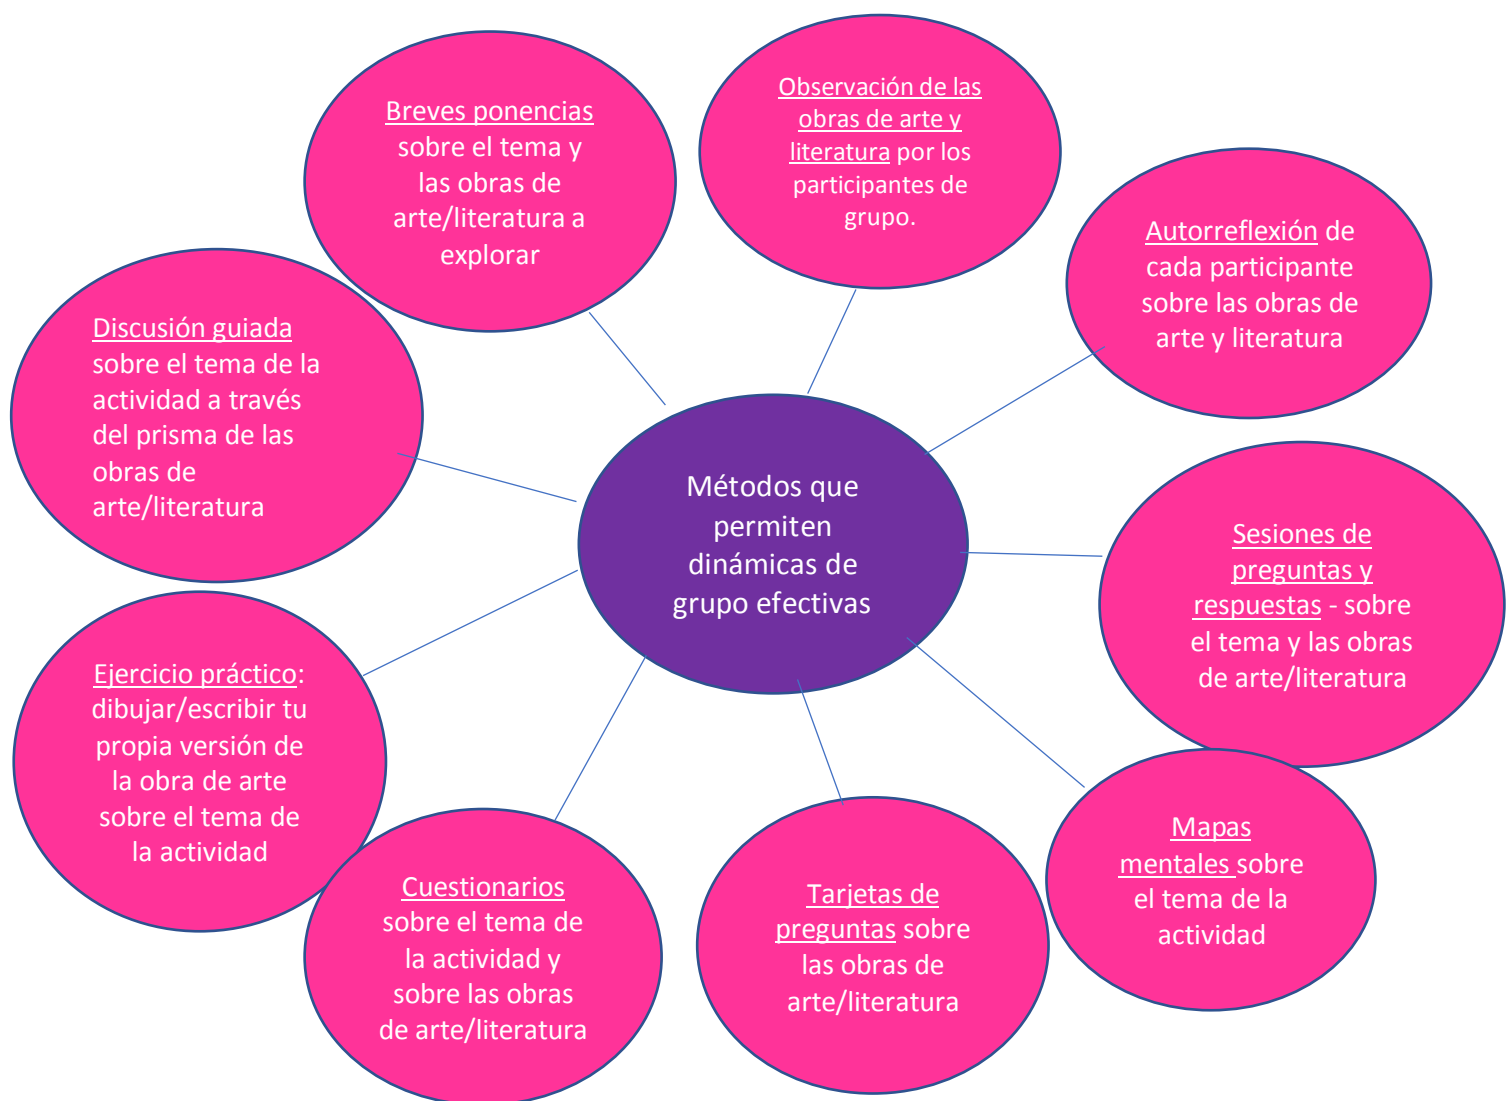 Observación de las
obras de arte y
literatura por los
participantes de
grupo.
Breves ponencias
sobre el tema y
las obras de
arte/literatura a
explorar
Autorreflexión de
cada participante
sobre las obras de
arte y literatura
Discusión guiada
sobre el tema de la
actividad a través
del prisma de las
obras de
arte/literatura
Métodos que
permiten
dinámicas de
grupo efectivas
Sesiones de
preguntas y
respuestas - sobre
el tema y las obras
de arte/literatura
Ejercicio práctico:
dibujar/escribir tu
propia versión de
la obra de arte
sobre el tema de
la actividad
Mapas
mentales sobre
el tema de la
actividad
Cuestionarios
sobre el tema de
la actividad y
sobre las obras
de arte/literatura
Tarjetas de
preguntas sobre
las obras de
arte/literatura